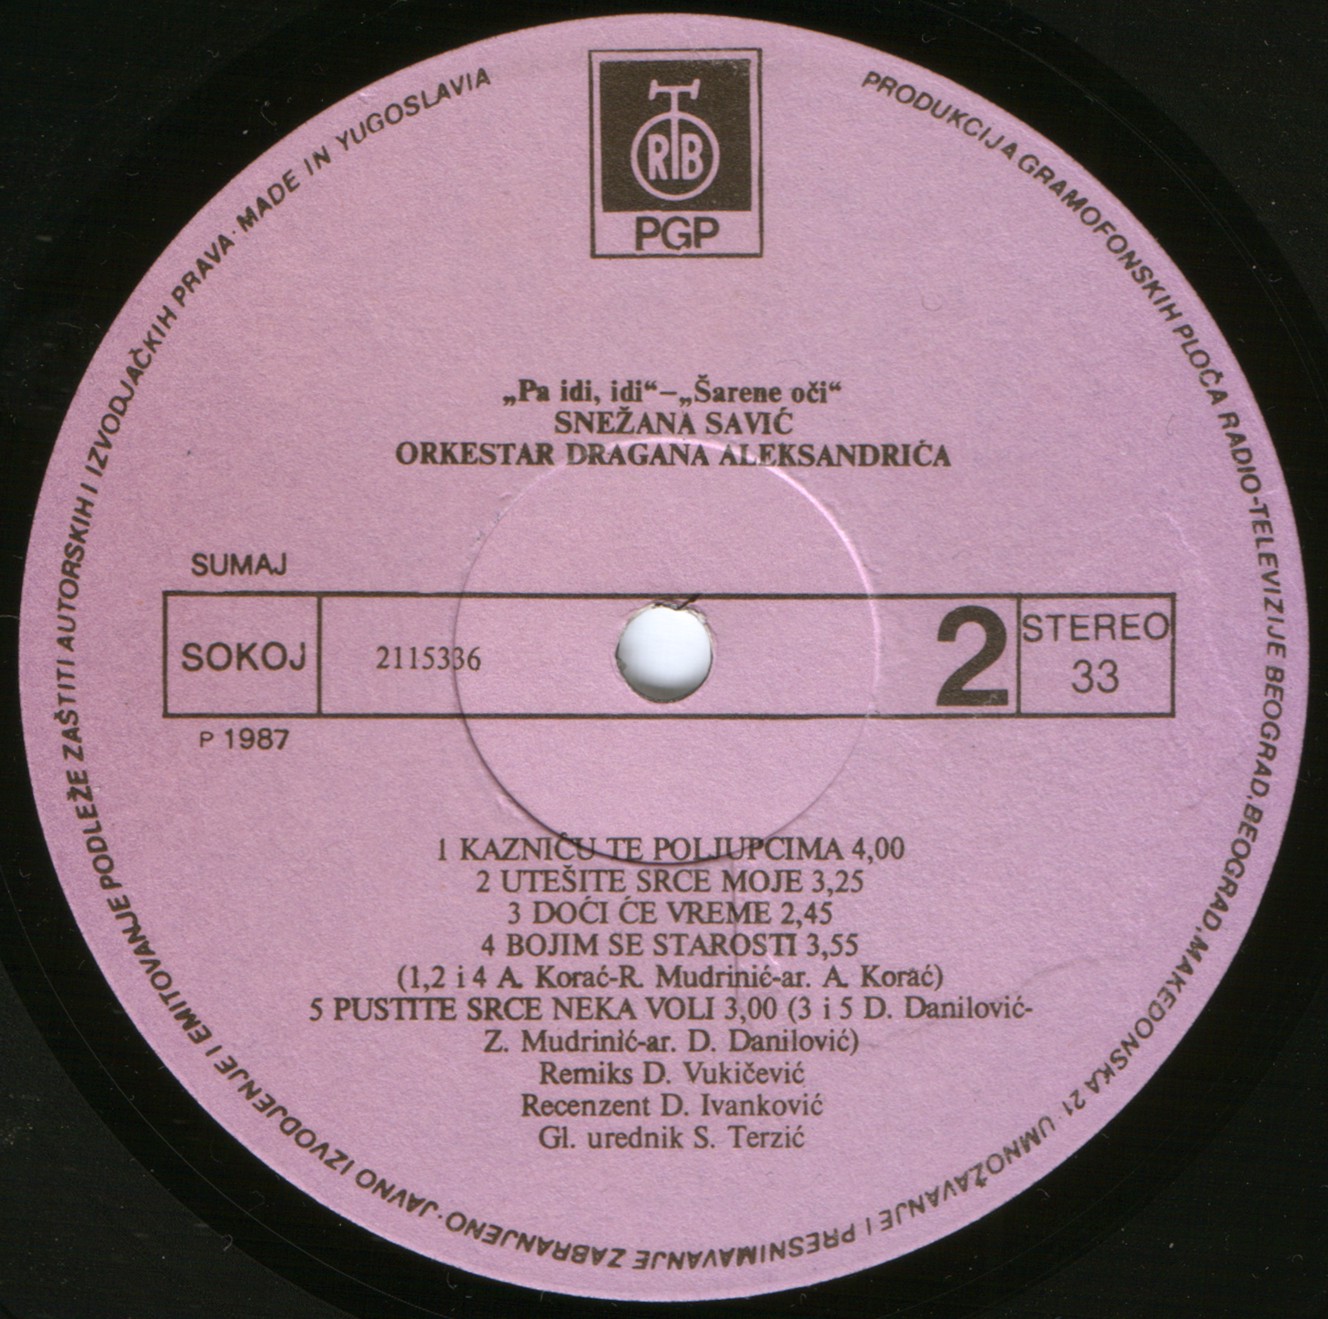 PRODUKCIJA GRAMOFONSKIH PLOČA RADIO-TELEVIZIJE BEOGRAD, BEOGRAD, MAKEDONSKA 21 · UMNOŽAVANJE I PRESNIMAVANJE ZABRANJENO · JAVNO IZVODJENJE I EMITOVANJE PODLEŽE ZAŠTITI AUTORSKIH I IZVODJAČKIH PRAVA · MADE IN YUGOSLAVIA
RTB
PGP
„Pa idi, idi“–„Šarene oči“
SNEŽANA SAVIĆ
ORKESTAR DRAGANA ALEKSANDRIĆA
SUMAJ
SOKOJ 2115336 2 STEREO
33
P 1987
1 KAZNIĆU TE POLJUPCIMA 4,00
2 UTEŠITE SRCE MOJE 3,25
3 DOĆI ĆE VREME 2,45
4 BOJIM SE STAROSTI 3,55
(1,2 i 4 A. Korać-R. Mudrinić-ar. A. Korać)
5 PUSTITE SRCE NEKA VOLI 3,00 (3 i 5 D. Danilović-
Z. Mudrinić-ar. D. Danilović)
Remiks D. Vukičević
Recenzent D. Ivanković
Gl. urednik S. Terzić